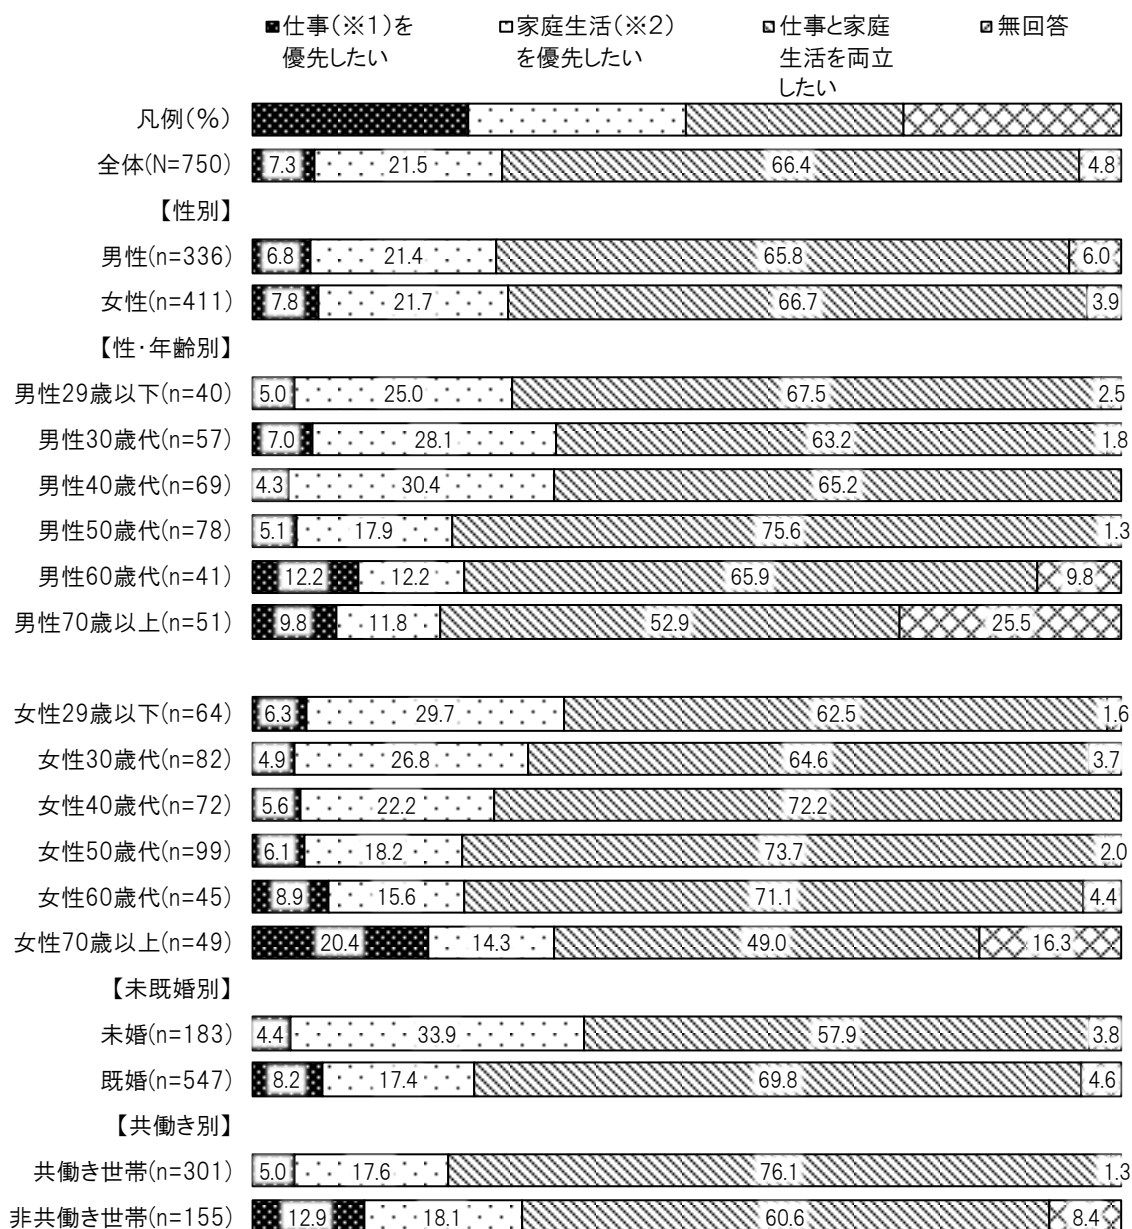 ■仕事(※1)を
優先したい
□家庭生活(※2)
を優先したい
仕事と家庭
生活を両立
したい
無回答
凡例(%)
全体(N=750) 7.3 21.5 66.4 4.8
【性別】
男性(n=336) 6.8 21.4 65.8 6.0
女性(n=411) 7.8 21.7 66.7 3.9
【性・年齢別】
男性29歳以下(n=40) 5.0 25.0 67.5 2.5
男性30歳代(n=57) 7.0 28.1 63.2 1.8
男性40歳代(n=69) 4.3 30.4 65.2
男性50歳代(n=78) 5.1 17.9 75.6 1.3
男性60歳代(n=41) 12.2 12.2 65.9 9.8
男性70歳以上(n=51) 9.8 11.8 52.9 25.5
女性29歳以下(n=64) 6.3 29.7 62.5 1.6
女性30歳代(n=82) 4.9 26.8 64.6 3.7
女性40歳代(n=72) 5.6 22.2 72.2
女性50歳代(n=99) 6.1 18.2 73.7 2.0
女性60歳代(n=45) 8.9 15.6 71.1 4.4
女性70歳以上(n=49) 20.4 14.3 49.0 16.3
【未既婚別】
未婚(n=183) 4.4 33.9 57.9 3.8
既婚(n=547) 8.2 17.4 69.8 4.6
【共働き別】
共働き世帯(n=301) 5.0 17.6 76.1 1.3
非共働き世帯(n=155) 12.9 18.1 60.6 8.4